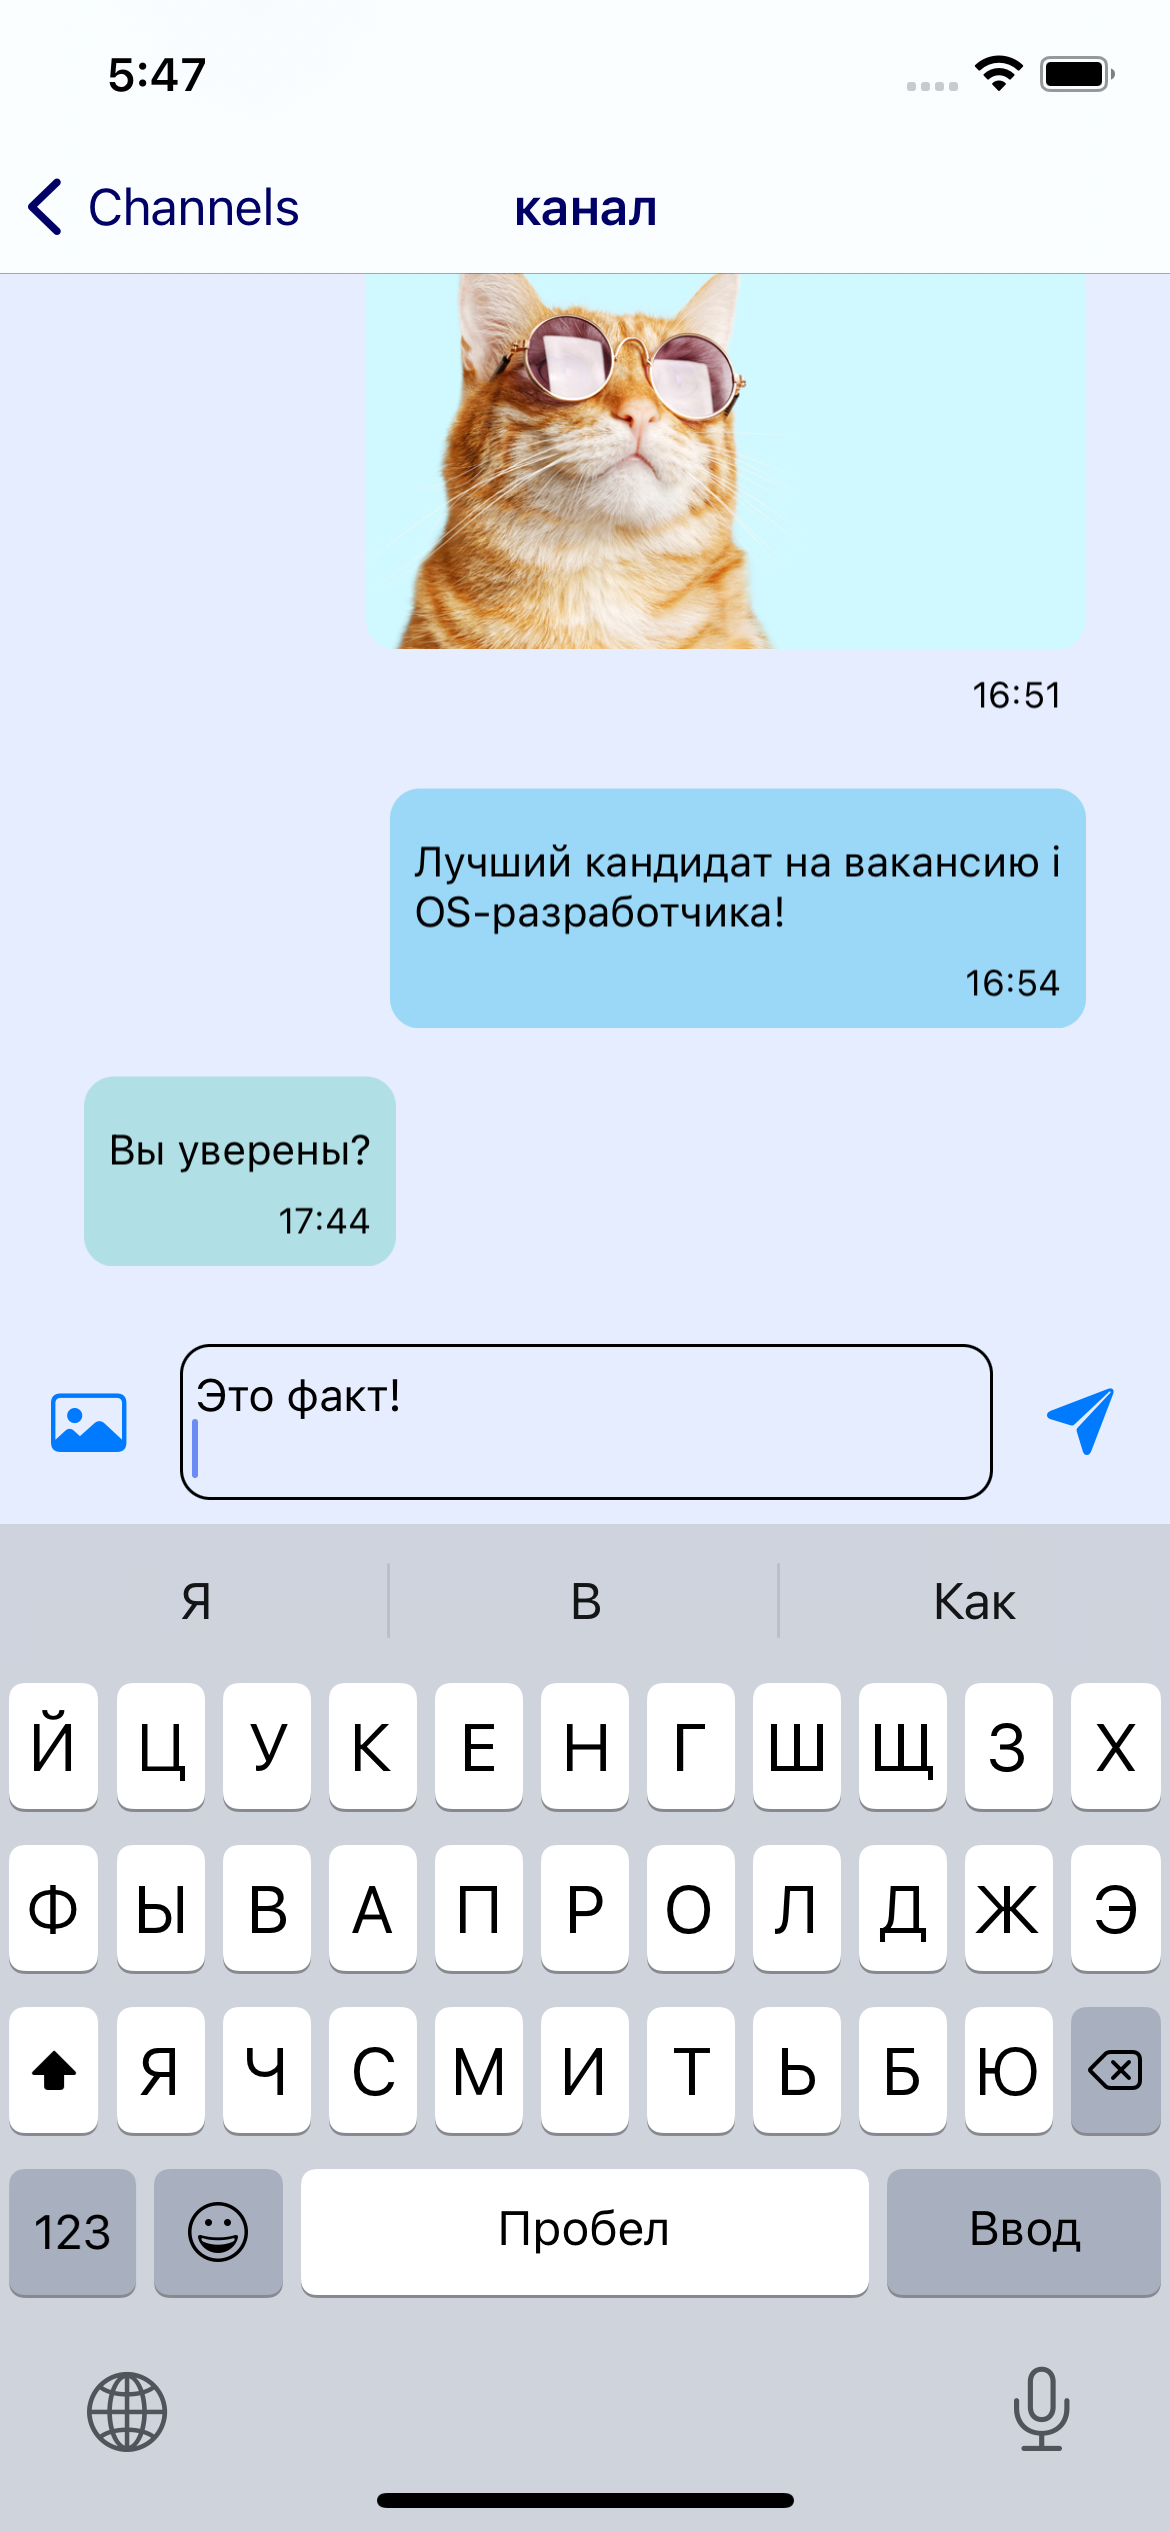 5:47
Channels
канал
16:51
Лучший кандидат на вакансию i
OS-разработчика!
16:54
Вы уверены?
17:44
Это факт!
Я В Как
Й Ц У К Е Н Г Ш Щ З Х
Ф Ы В А П Р О Л Д Ж Э
Я Ч С М И Т Ь Б Ю
123 Пробел Ввод